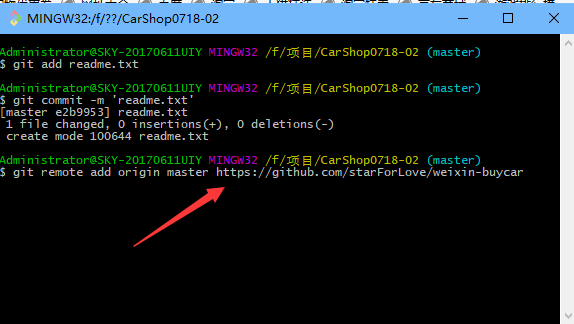 MINGW32:/f/??/CarShop0718-02
Administrator@SKY-20170611UIY MINGW32 /f/项目/CarShop0718-02 (master)
$ git add readme.txt
Administrator@SKY-20170611UIY MINGW32 /f/项目/CarShop0718-02 (master)
$ git commit -m 'readme.txt'
[master e2b9953] readme.txt
 1 file changed, 0 insertions(+), 0 deletions(-)
 create mode 100644 readme.txt
Administrator@SKY-20170611UIY MINGW32 /f/项目/CarShop0718-02 (master)
$ git remote add origin master https://github.com/starForLove/weixin-buycar